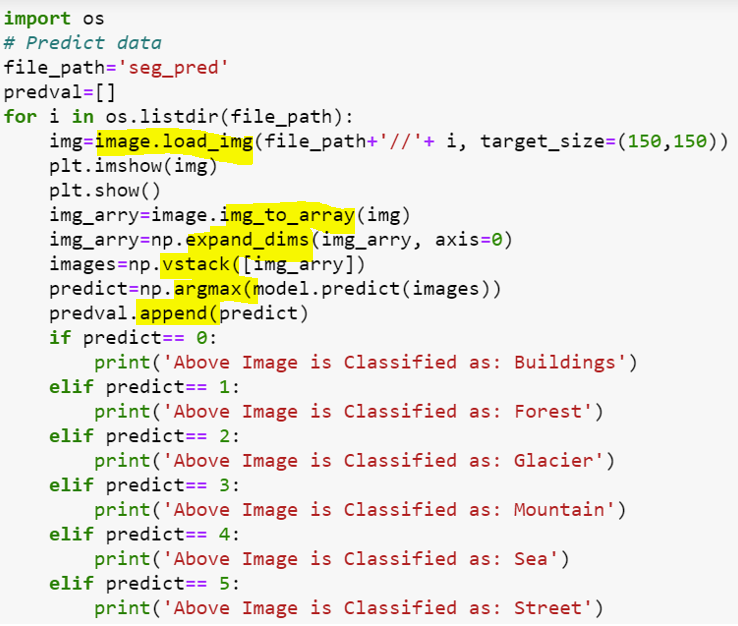 import os
# Predict data
file_path='seg_pred'
predval=[]
for i in os.listdir(file_path):
    img=image.load_img(file_path+'//'+ i, target_size=(150,150))
    plt.imshow(img)
    plt.show()
    img_arry=image.img_to_array(img)
    img_arry=np.expand_dims(img_arry, axis=0)
    images=np.vstack([img_arry])
    predict=np.argmax(model.predict(images))
    predval.append(predict)
    if predict== 0:
        print('Above Image is Classified as: Buildings')
    elif predict== 1:
        print('Above Image is Classified as: Forest')
    elif predict== 2:
        print('Above Image is Classified as: Glacier')
    elif predict== 3:
        print('Above Image is Classified as: Mountain')
    elif predict== 4:
        print('Above Image is Classified as: Sea')
    elif predict== 5:
        print('Above Image is Classified as: Street')